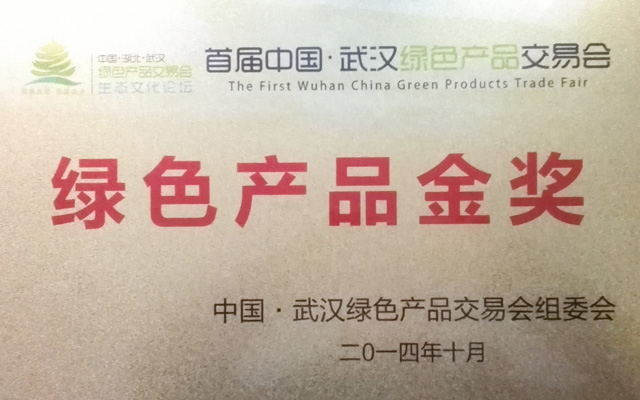 中国·湖北·武汉
绿色产品交易会
生态文化论坛
首届中国·武汉绿色产品交易会
The First Wuhan China Green Products Trade Fair
绿色产品金奖
中国·武汉绿色产品交易会组委会
二〇一四年十月